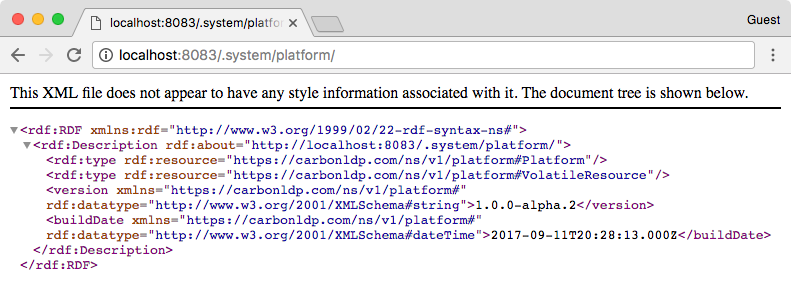 localhost:8083/.system/platfor
Guest
localhost:8083/.system/platform/
This XML file does not appear to have any style information associated with it. The document tree is shown below.
▼<rdf:RDF xmlns:rdf="http://www.w3.org/1999/02/22-rdf-syntax-ns#">
▼<rdf:Description rdf:about="http://localhost:8083/.system/platform/">
<rdf:type rdf:resource="https://carbonldp.com/ns/v1/platform#Platform"/>
<rdf:type rdf:resource="https://carbonldp.com/ns/v1/platform#VolatileResource"/>
<version xmlns="https://carbonldp.com/ns/v1/platform#"
rdf:datatype="http://www.w3.org/2001/XMLSchema#string">1.0.0-alpha.2</version>
<buildDate xmlns="https://carbonldp.com/ns/v1/platform#"
rdf:datatype="http://www.w3.org/2001/XMLSchema#dateTime">2017-09-11T20:28:13.000Z</buildDate>
</rdf:Description>
</rdf:RDF>